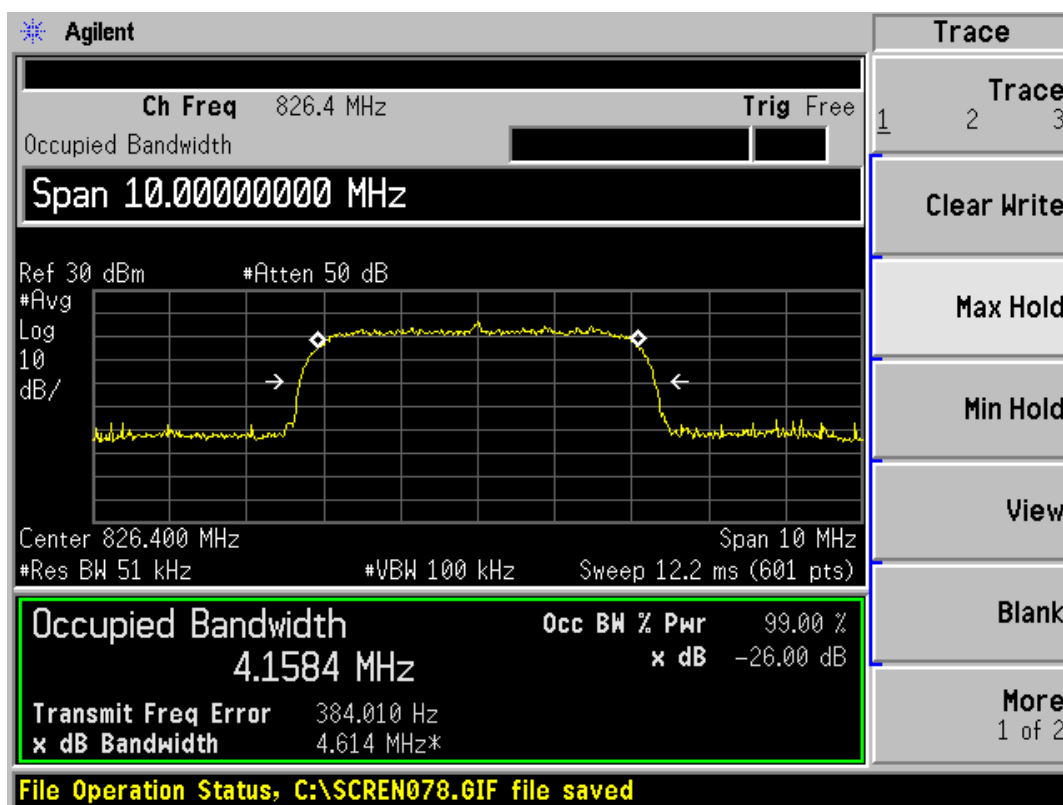 Agilent
Ch Freq 826.4 MHz Trig Free
Occupied Bandwidth
Span 10.00000000 MHz
Ref 30 dBm #Atten 50 dB
#Avg
Log
10
dB/
Center 826.400 MHz Span 10 MHz
#Res BW 51 kHz #VBW 100 kHz Sweep 12.2 ms (601 pts)
Occupied Bandwidth
4.1584 MHz
Occ BW % Pwr 99.00 %
x dB -26.00 dB
Transmit Freq Error 384.010 Hz
x dB Bandwidth 4.614 MHz*
File Operation Status, C:\SCREN078.GIF file saved
Trace
Trace
1 2 3
Clear Write
Max Hold
Min Hold
View
Blank
More
1 of 2